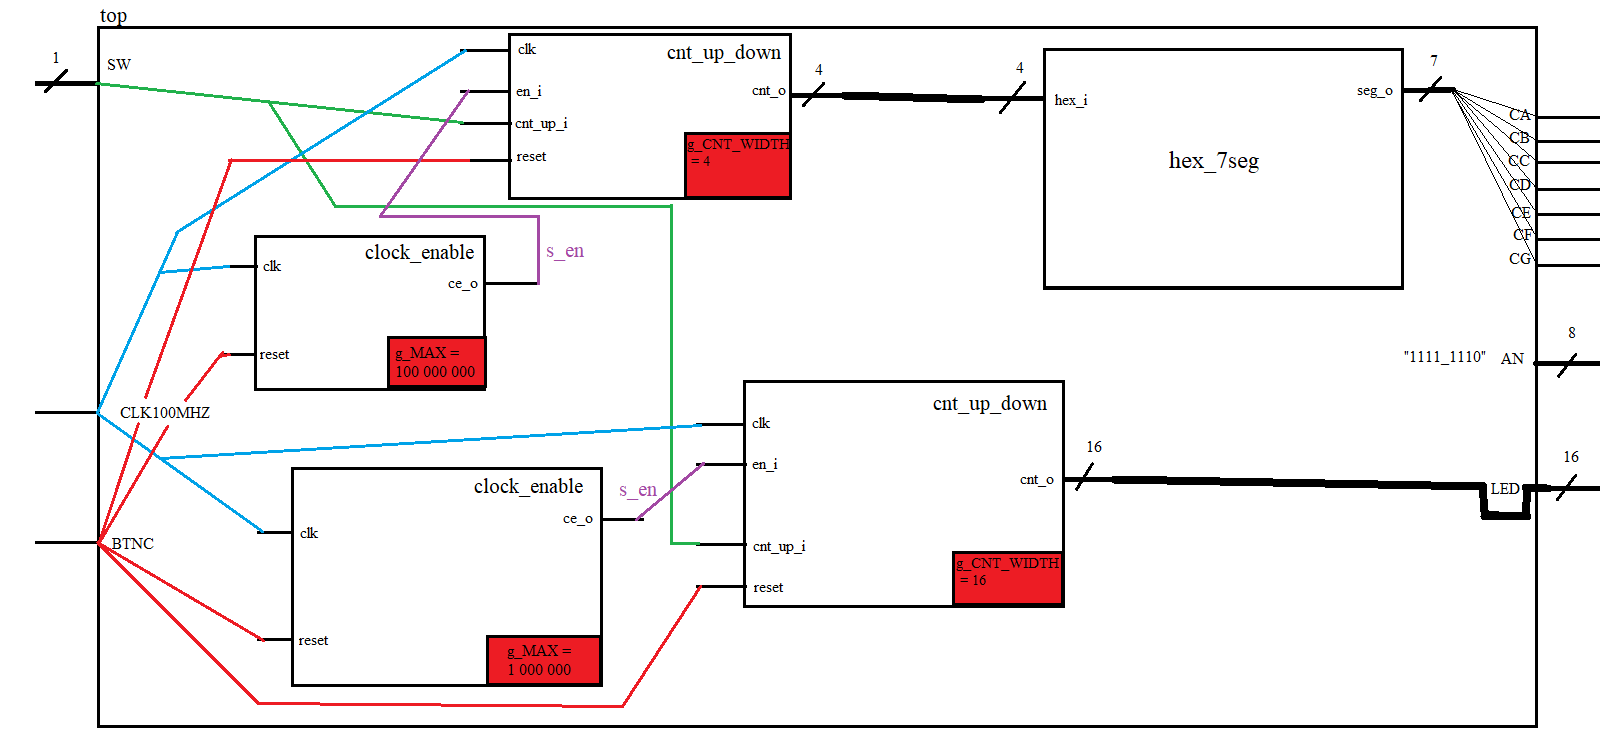 top
1
SW
clk
cnt_up_down
en_i
cnt_o
cnt_up_i
reset
g_CNT_WIDTH
= 4
4
4
hex_i
hex_7seg
seg_o
7
CA
CB
CC
CD
CE
CF
CG
clock_enable
clk
ce_o
reset
g_MAX =
100 000 000
s_en
"1111_1110"
AN
8
CLK100MHZ
BTNC
clock_enable
clk
ce_o
reset
g_MAX =
1 000 000
s_en
cnt_up_down
clk
en_i
cnt_o
cnt_up_i
reset
g_CNT_WIDTH
= 16
16
LED
16